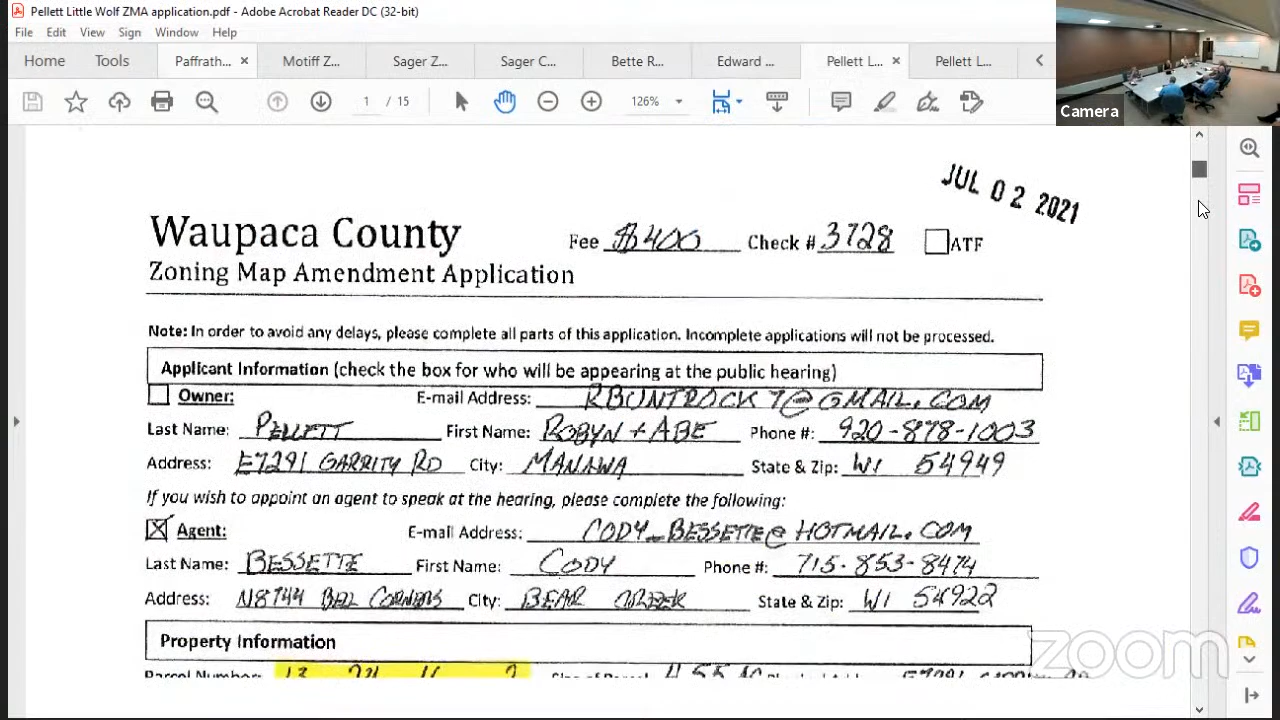 Pellett Little Wolf ZMA application.pdf - Adobe Acrobat Reader DC (32-bit)
File Edit View Sign Window Help
Home Tools Paffrath... × Motiff Z... Sager Z... Sager C... Bette R... Edward ... Pellett L... × Pellett L...
1 / 15 126%
Camera
JUL 02 2021
Waupaca County Fee $400 Check # 3728 ATF
Zoning Map Amendment Application
Note: In order to avoid any delays, please complete all parts of this application. Incomplete applications will not be processed.
Applicant Information (check the box for who will be appearing at the public hearing)
Owner: E-mail Address: RBUNTROCK7@GMAIL.COM
Last Name: PELLETT First Name: ROBYN + ABE Phone #: 920-878-1003
Address: E7291 GARRITY RD City: MANAWA State & Zip: WI 54949
If you wish to appoint an agent to speak at the hearing, please complete the following:
Agent: E-mail Address: CODY_BESSETTE@HOTMAIL.COM
Last Name: BESSETTE First Name: CODY Phone #: 715-853-8474
Address: N8744 BELL CORNERS City: BEAR CREEK State & Zip: WI 54922
Property Information
Parcel Number:
zoom